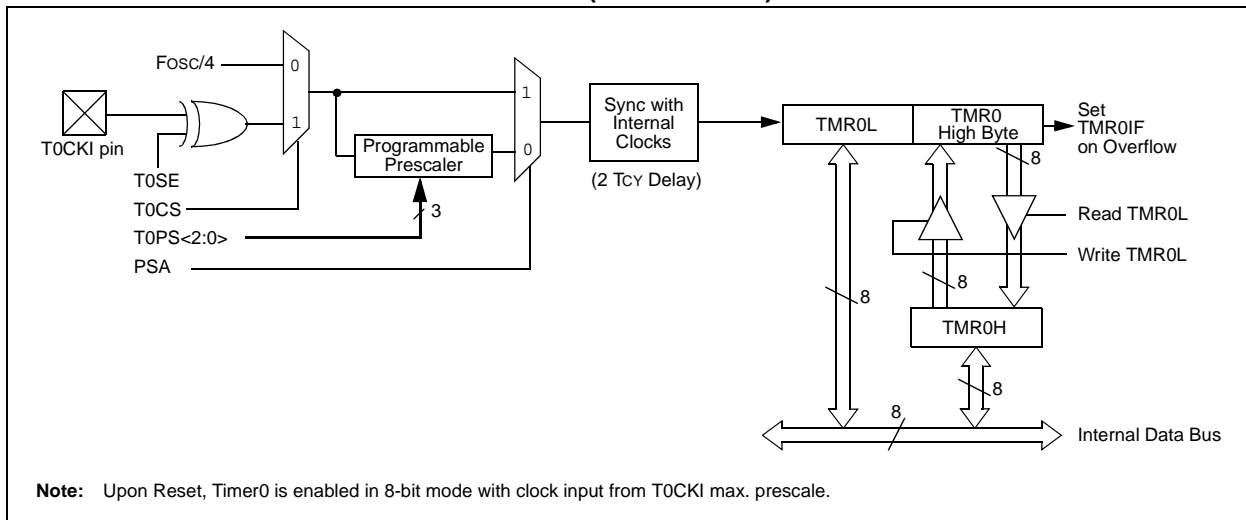 FOSC/4
0
1
T0CKI pin
T0SE
T0CS
T0PS<2:0>
PSA
Programmable
Prescaler
3
1
0
Sync with
Internal
Clocks
(2 TCY Delay)
TMR0L
TMR0
High Byte
Set
TMR0IF
on Overflow
8
Read TMR0L
Write TMR0L
8
8
TMR0H
8
8
Internal Data Bus
Note: Upon Reset, Timer0 is enabled in 8-bit mode with clock input from T0CKI max. prescale.